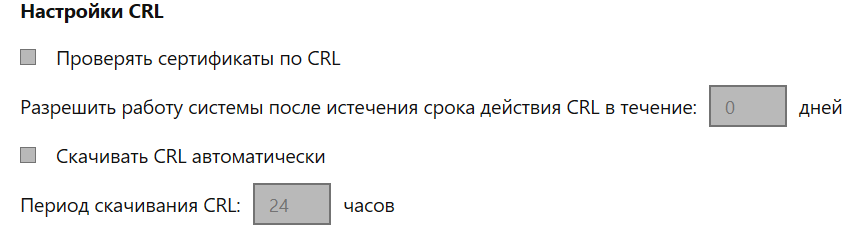 Настройки CRL
Проверять сертификаты по CRL
Разрешить работу системы после истечения срока действия CRL в течение: 0 дней
Скачивать CRL автоматически
Период скачивания CRL: 24 часов